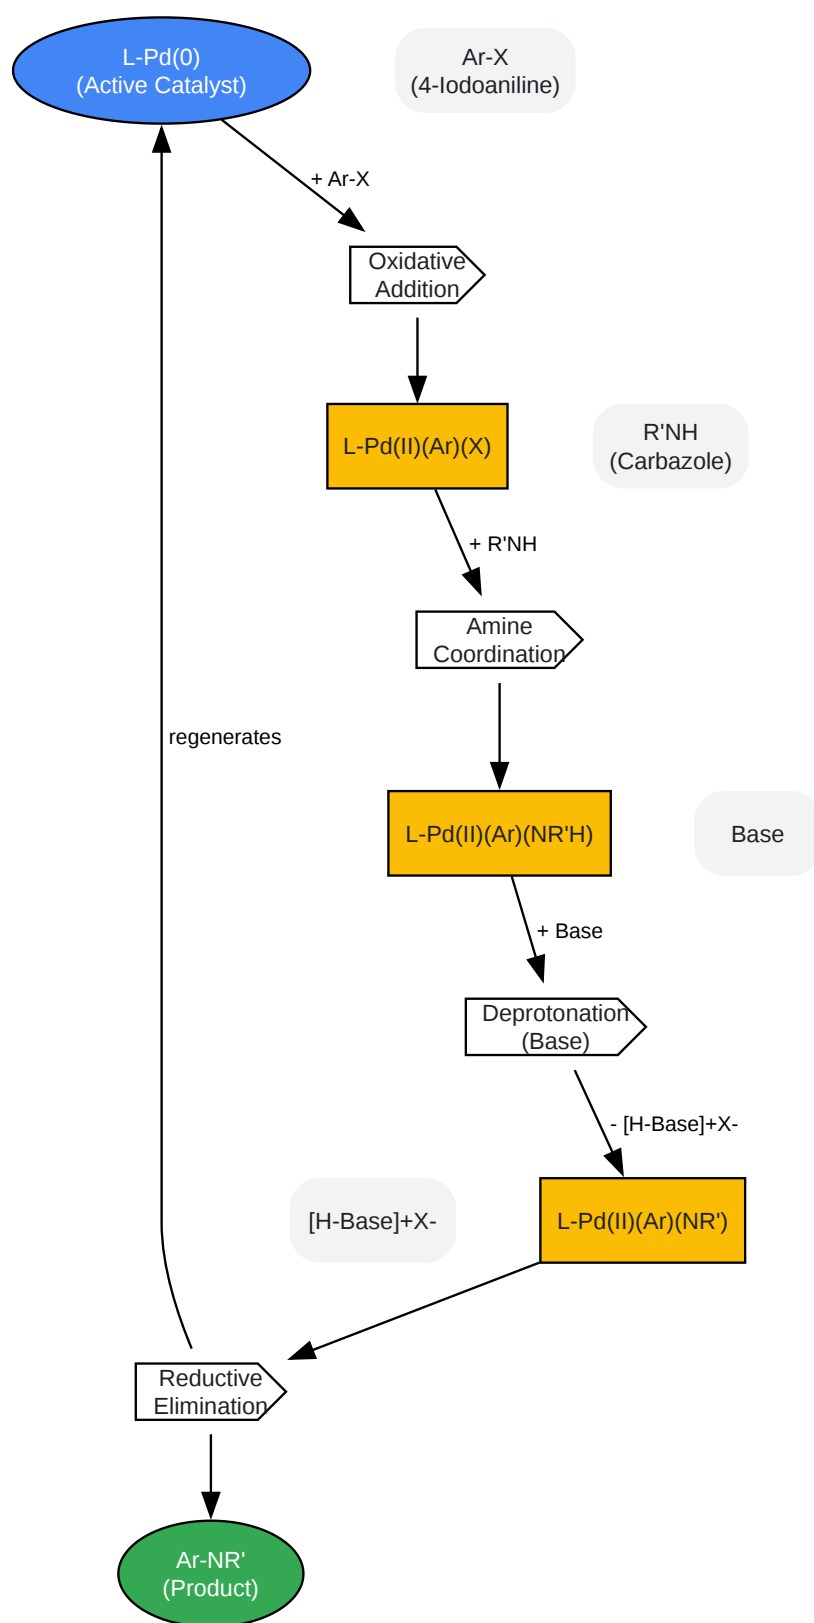 L-Pd(0)
(Active Catalyst)
Ar-X
(4-Iodoaniline)
+ Ar-X
Oxidative
Addition
L-Pd(II)(Ar)(X)
R'NH
(Carbazole)
+ R'NH
Amine
Coordination
regenerates
L-Pd(II)(Ar)(NR'H)
Base
+ Base
Deprotonation
(Base)
- [H-Base]+X-
[H-Base]+X-
L-Pd(II)(Ar)(NR')
Reductive
Elimination
Ar-NR'
(Product)